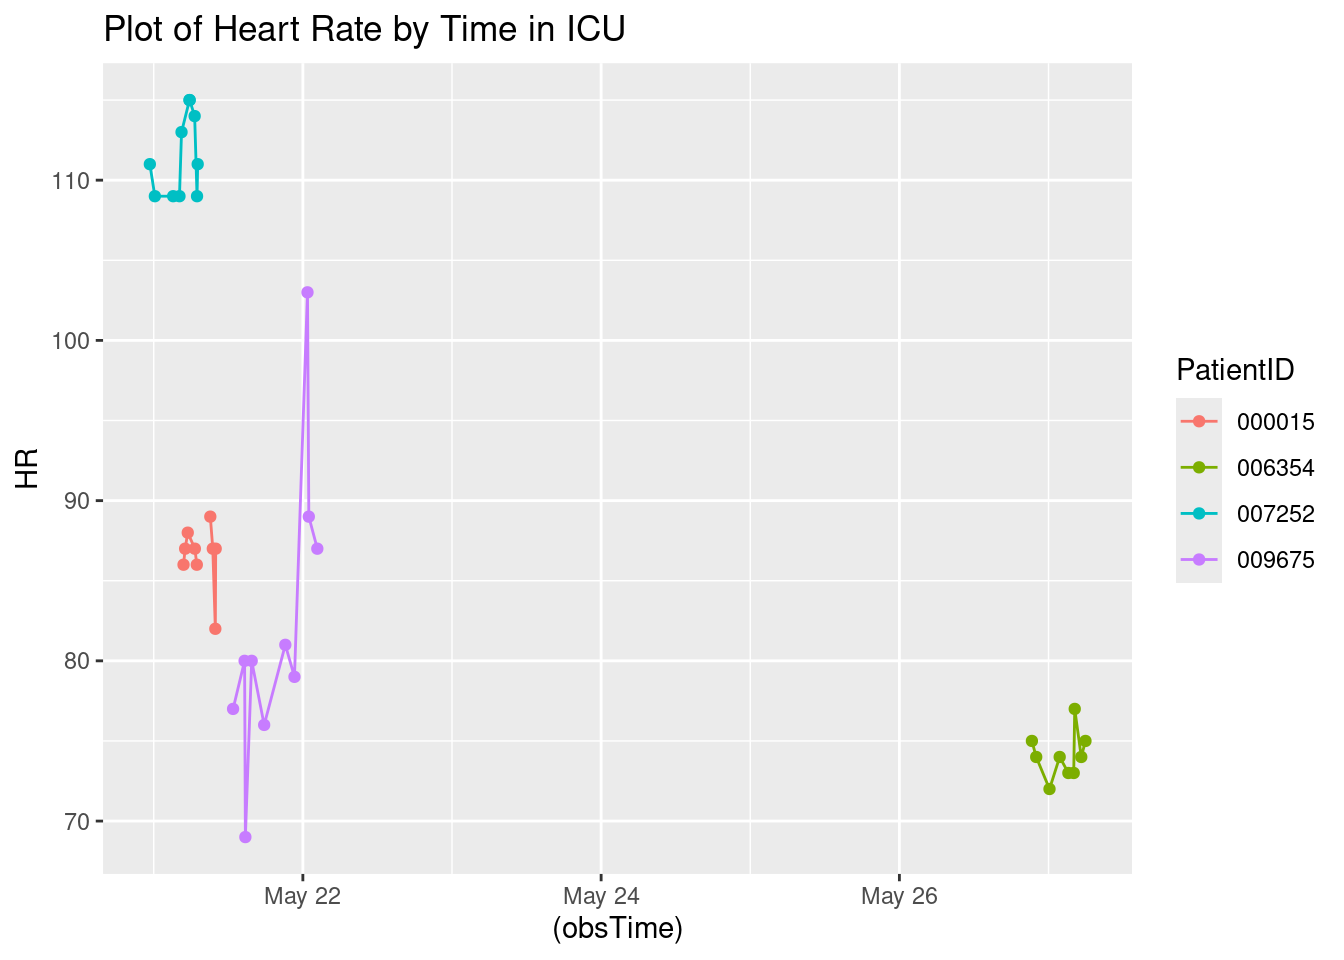 Plot of Heart Rate by Time in ICU
110
100
90
80
70
HR
May 22
May 24
May 26
(obsTime)
PatientID
000015
006354
007252
009675